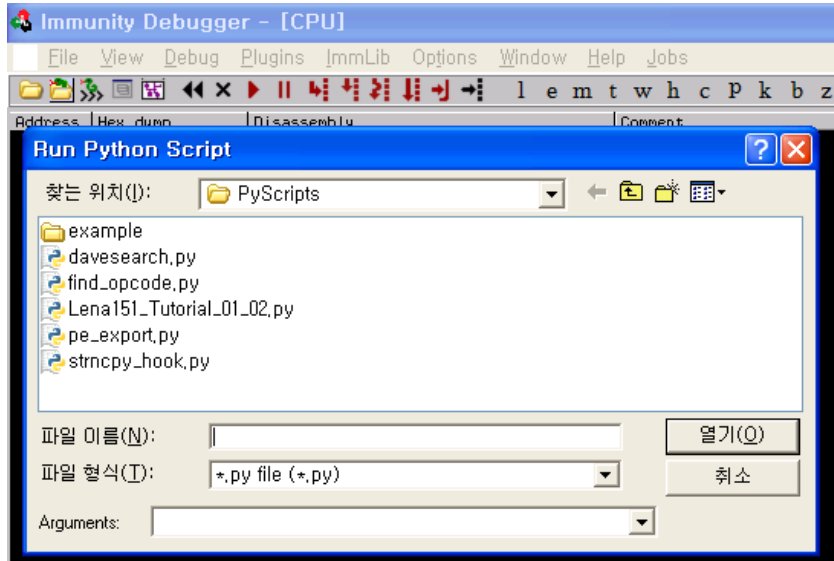 Immunity Debugger - [CPU]
File View Debug Plugins ImmLib Options Window Help Jobs
l e m t w h c P k b z
Address Hex dump Disassembly Comment
Run Python Script
찾는 위치(I): PyScripts
example
davesearch.py
find_opcode.py
Lena151_Tutorial_01_02.py
pe_export.py
strncpy_hook.py
파일 이름(N): 열기(O)
파일 형식(T): *.py file (*.py) 취소
Arguments: